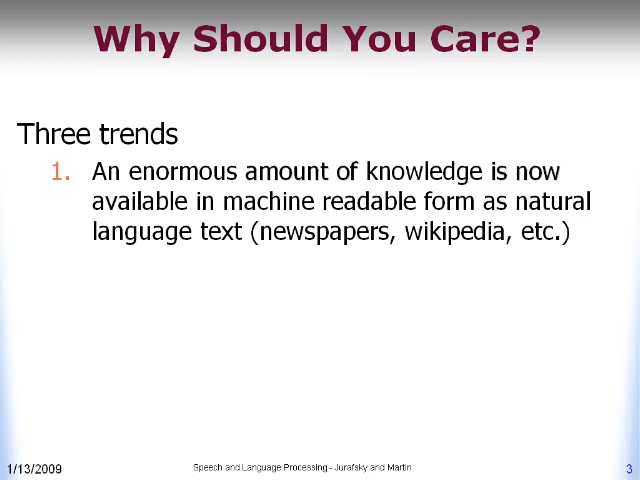 Why Should You Care?
Three trends
1. An enormous amount of knowledge is now
available in machine readable form as natural
language text (newspapers, wikipedia, etc.)
1/13/2009
Speech and Language Processing - Jurafsky and Martin
3